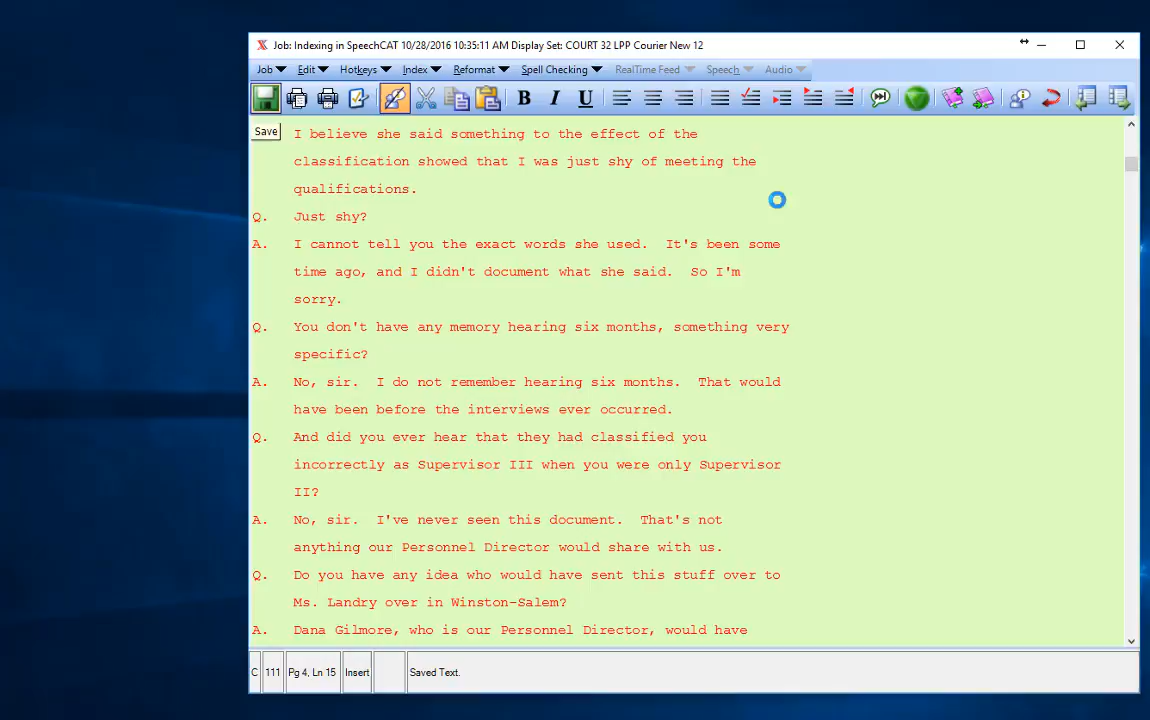 Job: Indexing in SpeechCAT 10/28/2016 10:35:11 AM Display Set: COURT 32 LPP Courier New 12
Job Edit Hotkeys Index Reformat Spell Checking RealTime Feed Speech Audio
B I U
Save
I believe she said something to the effect of the
classification showed that I was just shy of meeting the
qualifications.
Q. Just shy?
A. I cannot tell you the exact words she used. It's been some
time ago, and I didn't document what she said. So I'm
sorry.
Q. You don't have any memory hearing six months, something very
specific?
A. No, sir. I do not remember hearing six months. That would
have been before the interviews ever occurred.
Q. And did you ever hear that they had classified you
incorrectly as Supervisor III when you were only Supervisor
II?
A. No, sir. I've never seen this document. That's not
anything our Personnel Director would share with us.
Q. Do you have any idea who would have sent this stuff over to
Ms. Landry over in Winston-Salem?
A. Dana Gilmore, who is our Personnel Director, would have
C 111 Pg 4, Ln 15 Insert Saved Text.